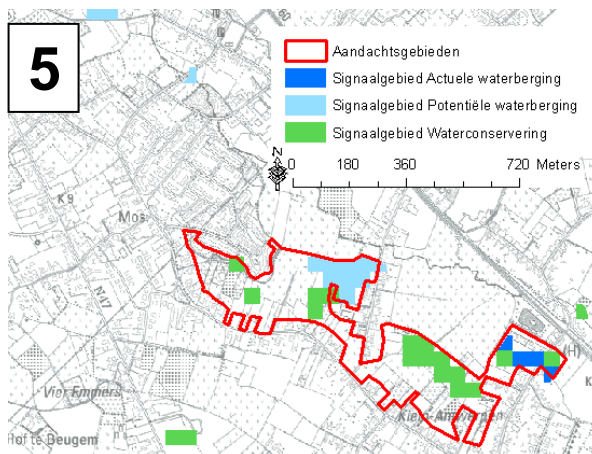 5
Aandachtsgebieden
Signaalgebied Actuele waterberging
Signaalgebied Potentiële waterberging
Signaalgebied Waterconservering
N
0 180 360 720 Meters
K 9
Mos
N47
(H)
K
Vier Emmers
Klein-Antwerpen
Hof te Beugem